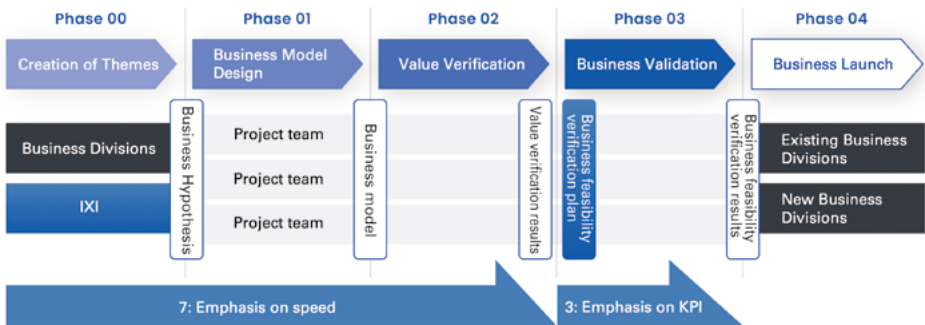 Phase 00
Phase 01
Phase 02
Phase 03
Phase 04
Creation of Themes
Business Model
Design
Value Verification
Business Validation
Business Launch
Business Divisions
IXI
Business Hypothesis
Project team
Project team
Project team
Business model
Value verification results
Business feasibility
verification plan
Business feasibility
verification results
Existing Business
Divisions
New Business
Divisions
7: Emphasis on speed
3: Emphasis on KPI